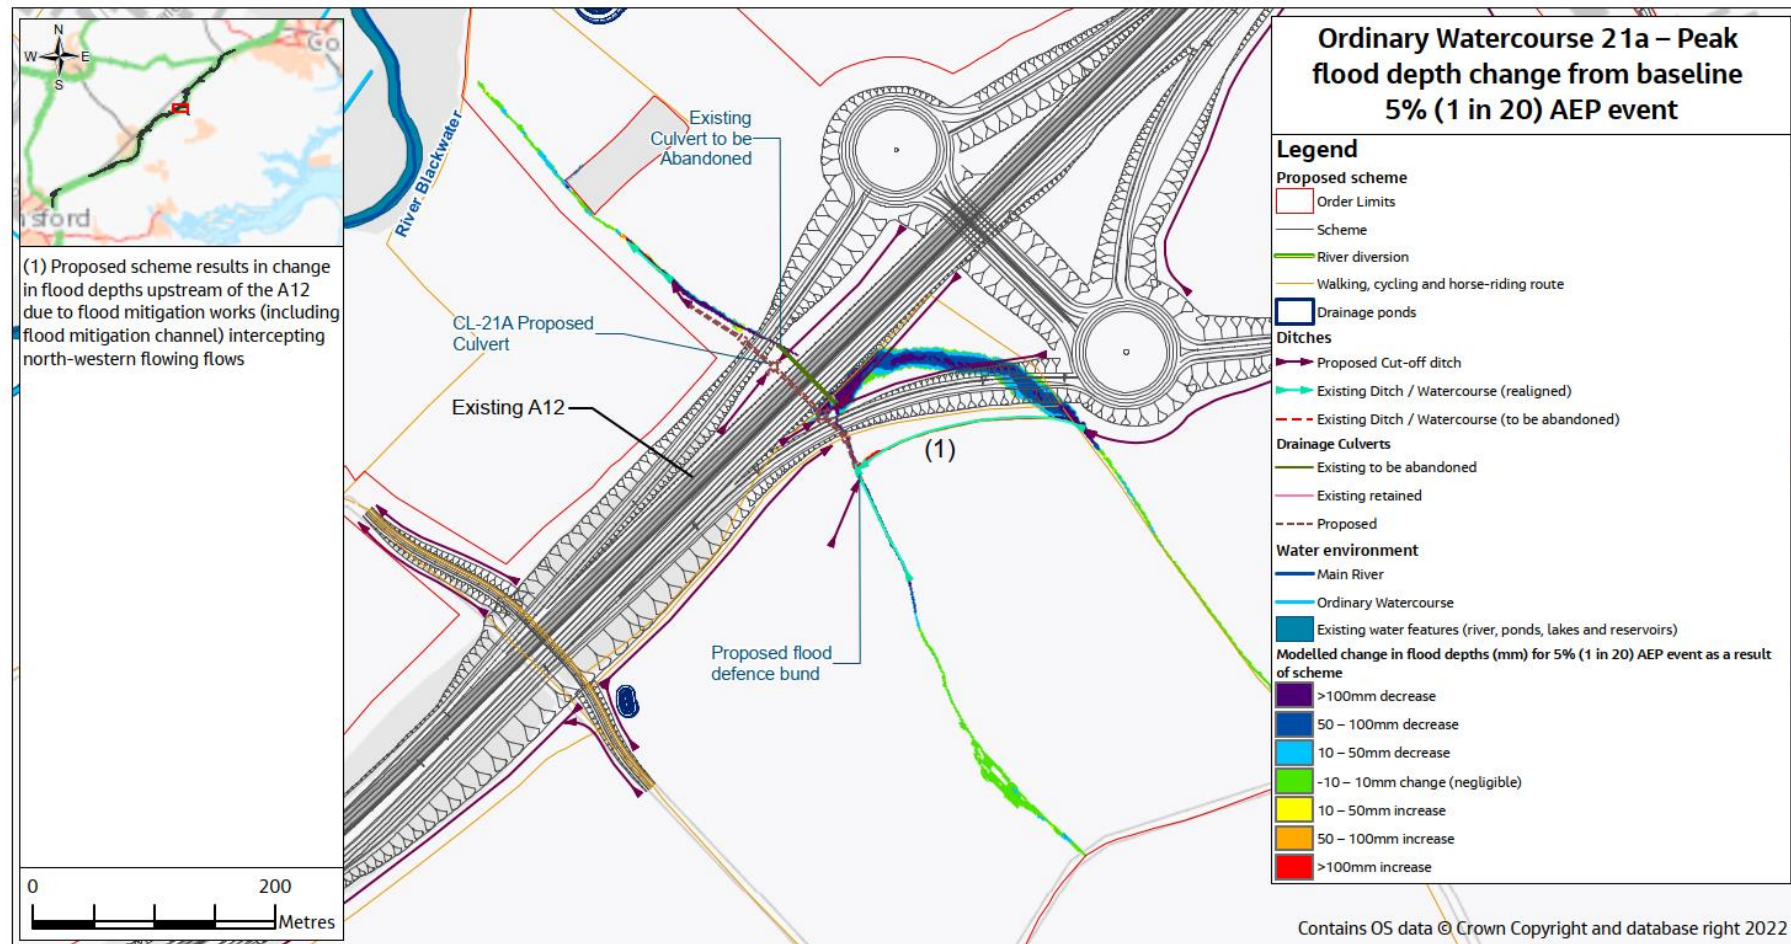 N
W E
S
Co
nsford
(1) Proposed scheme results in change
in flood depths upstream of the A12
due to flood mitigation works (including
flood mitigation channel) intercepting
north-western flowing flows
0 200
Metres
River Blackwater
Existing
Culvert to be
Abandoned
CL-21A Proposed
Culvert
Existing A12
(1)
Proposed flood
defence bund
Ordinary Watercourse 21a – Peak
flood depth change from baseline
5% (1 in 20) AEP event
Legend
Proposed scheme
Order Limits
Scheme
River diversion
Walking, cycling and horse-riding route
Drainage ponds
Ditches
Proposed Cut-off ditch
Existing Ditch / Watercourse (realigned)
Existing Ditch / Watercourse (to be abandoned)
Drainage Culverts
Existing to be abandoned
Existing retained
Proposed
Water environment
Main River
Ordinary Watercourse
Existing water features (river, ponds, lakes and reservoirs)
Modelled change in flood depths (mm) for 5% (1 in 20) AEP event as a result
of scheme
>100mm decrease
50 – 100mm decrease
10 – 50mm decrease
-10 – 10mm change (negligible)
10 – 50mm increase
50 – 100mm increase
>100mm increase
Contains OS data © Crown Copyright and database right 2022